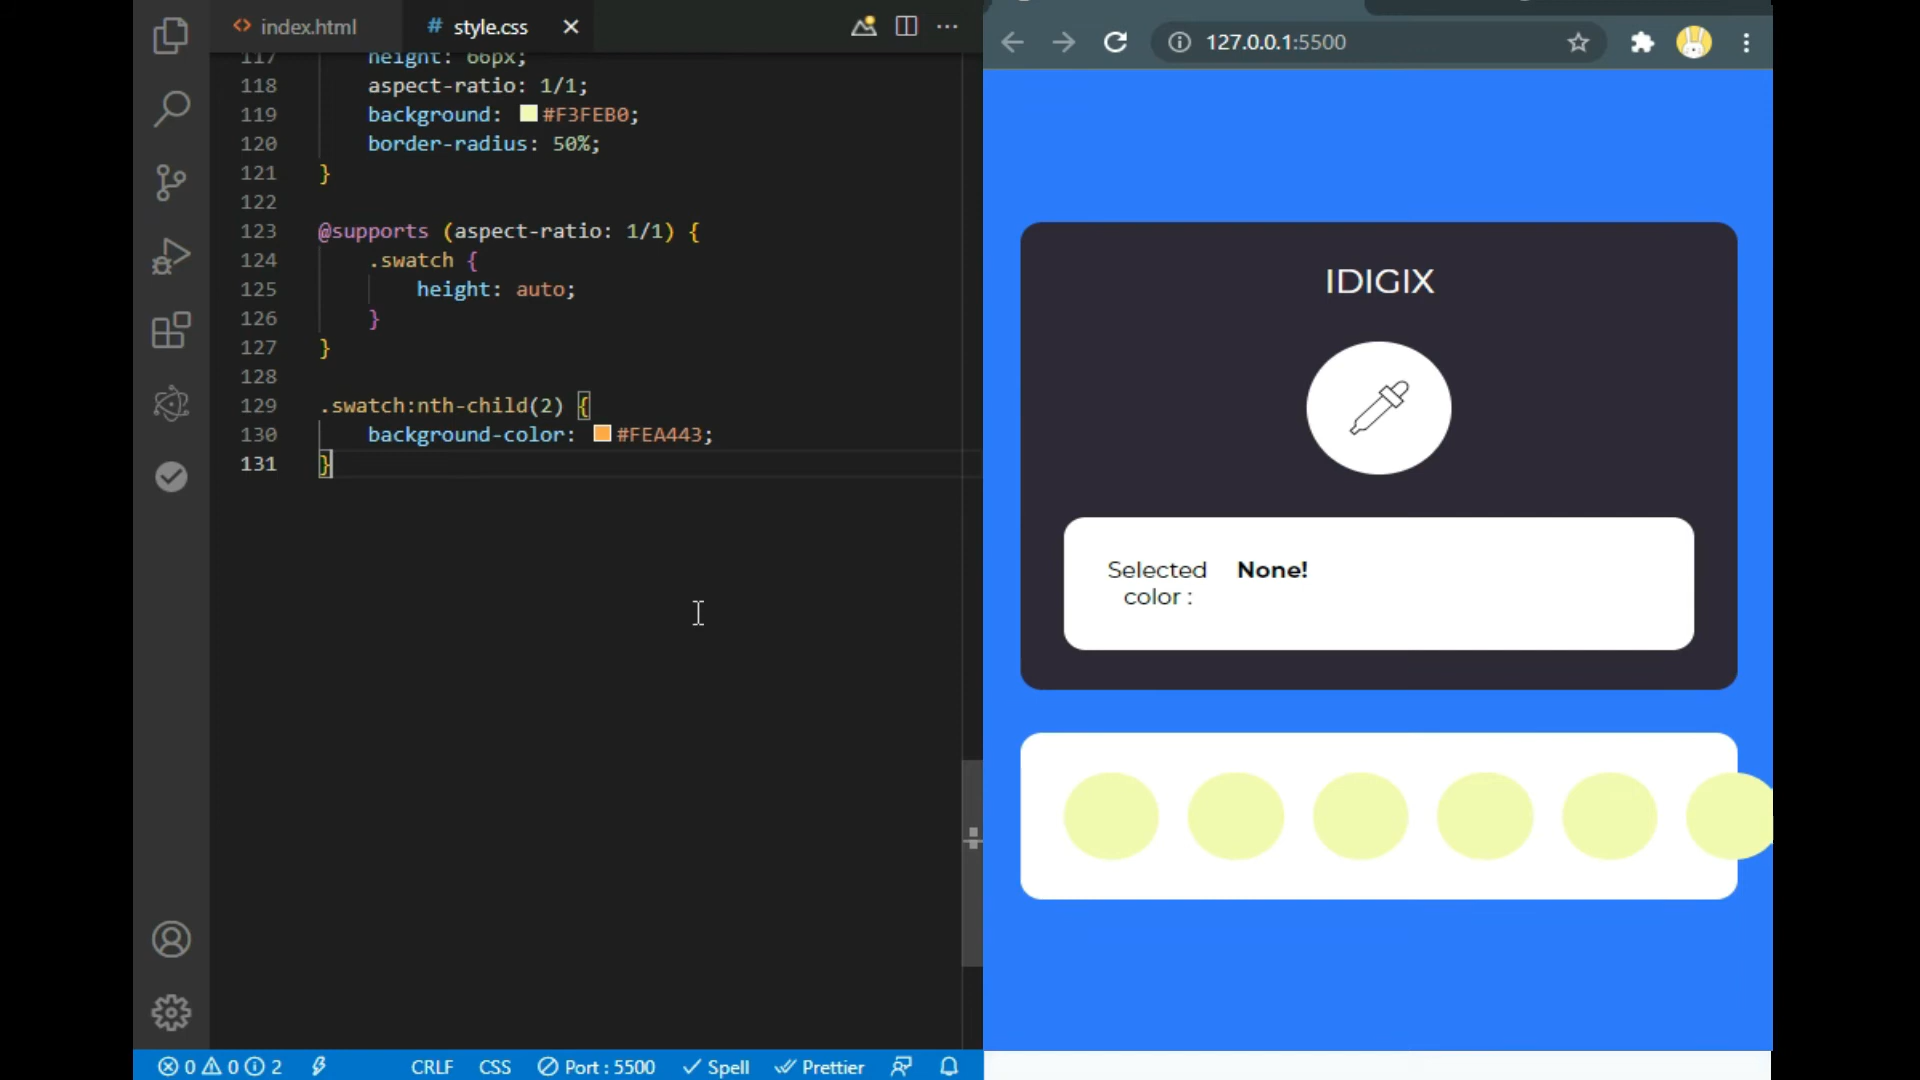 index.html
# style.css
127.0.0.1:5500
117 height: 66px;
118 aspect-ratio: 1/1;
119 background: #F3FEB0;
120 border-radius: 50%;
121 }
122
123 @supports (aspect-ratio: 1/1) {
124 .swatch {
125 height: auto;
126 }
127 }
128
129 .swatch:nth-child(2) {
130 background-color: #FEA443;
131 }
IDIGIX
Selected
color :
None!
0 0 2 CRLF CSS Port : 5500 Spell Prettier